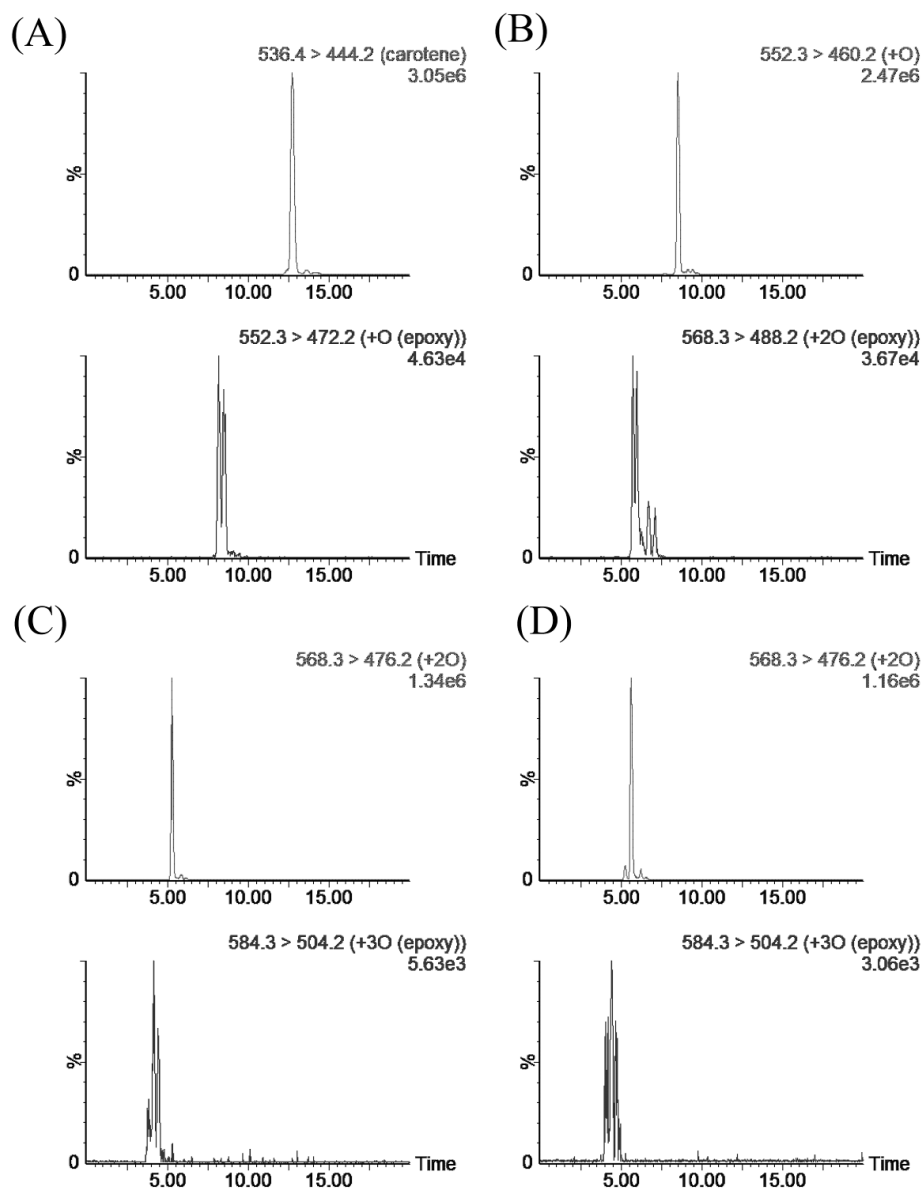 (A)
536.4 > 444.2 (carotene)
3.05e6
%
0
5.00 10.00 15.00
552.3 > 472.2 (+O (epoxy))
4.63e4
%
0
5.00 10.00 15.00 Time
(B)
552.3 > 460.2 (+O)
2.47e6
%
0
5.00 10.00 15.00
568.3 > 488.2 (+2O (epoxy))
3.67e4
%
0
5.00 10.00 15.00 Time
(C)
568.3 > 476.2 (+2O)
1.34e6
%
0
5.00 10.00 15.00
584.3 > 504.2 (+3O (epoxy))
5.63e3
%
0
5.00 10.00 15.00 Time
(D)
568.3 > 476.2 (+2O)
1.16e6
%
0
5.00 10.00 15.00
584.3 > 504.2 (+3O (epoxy))
3.06e3
%
0
5.00 10.00 15.00 Time